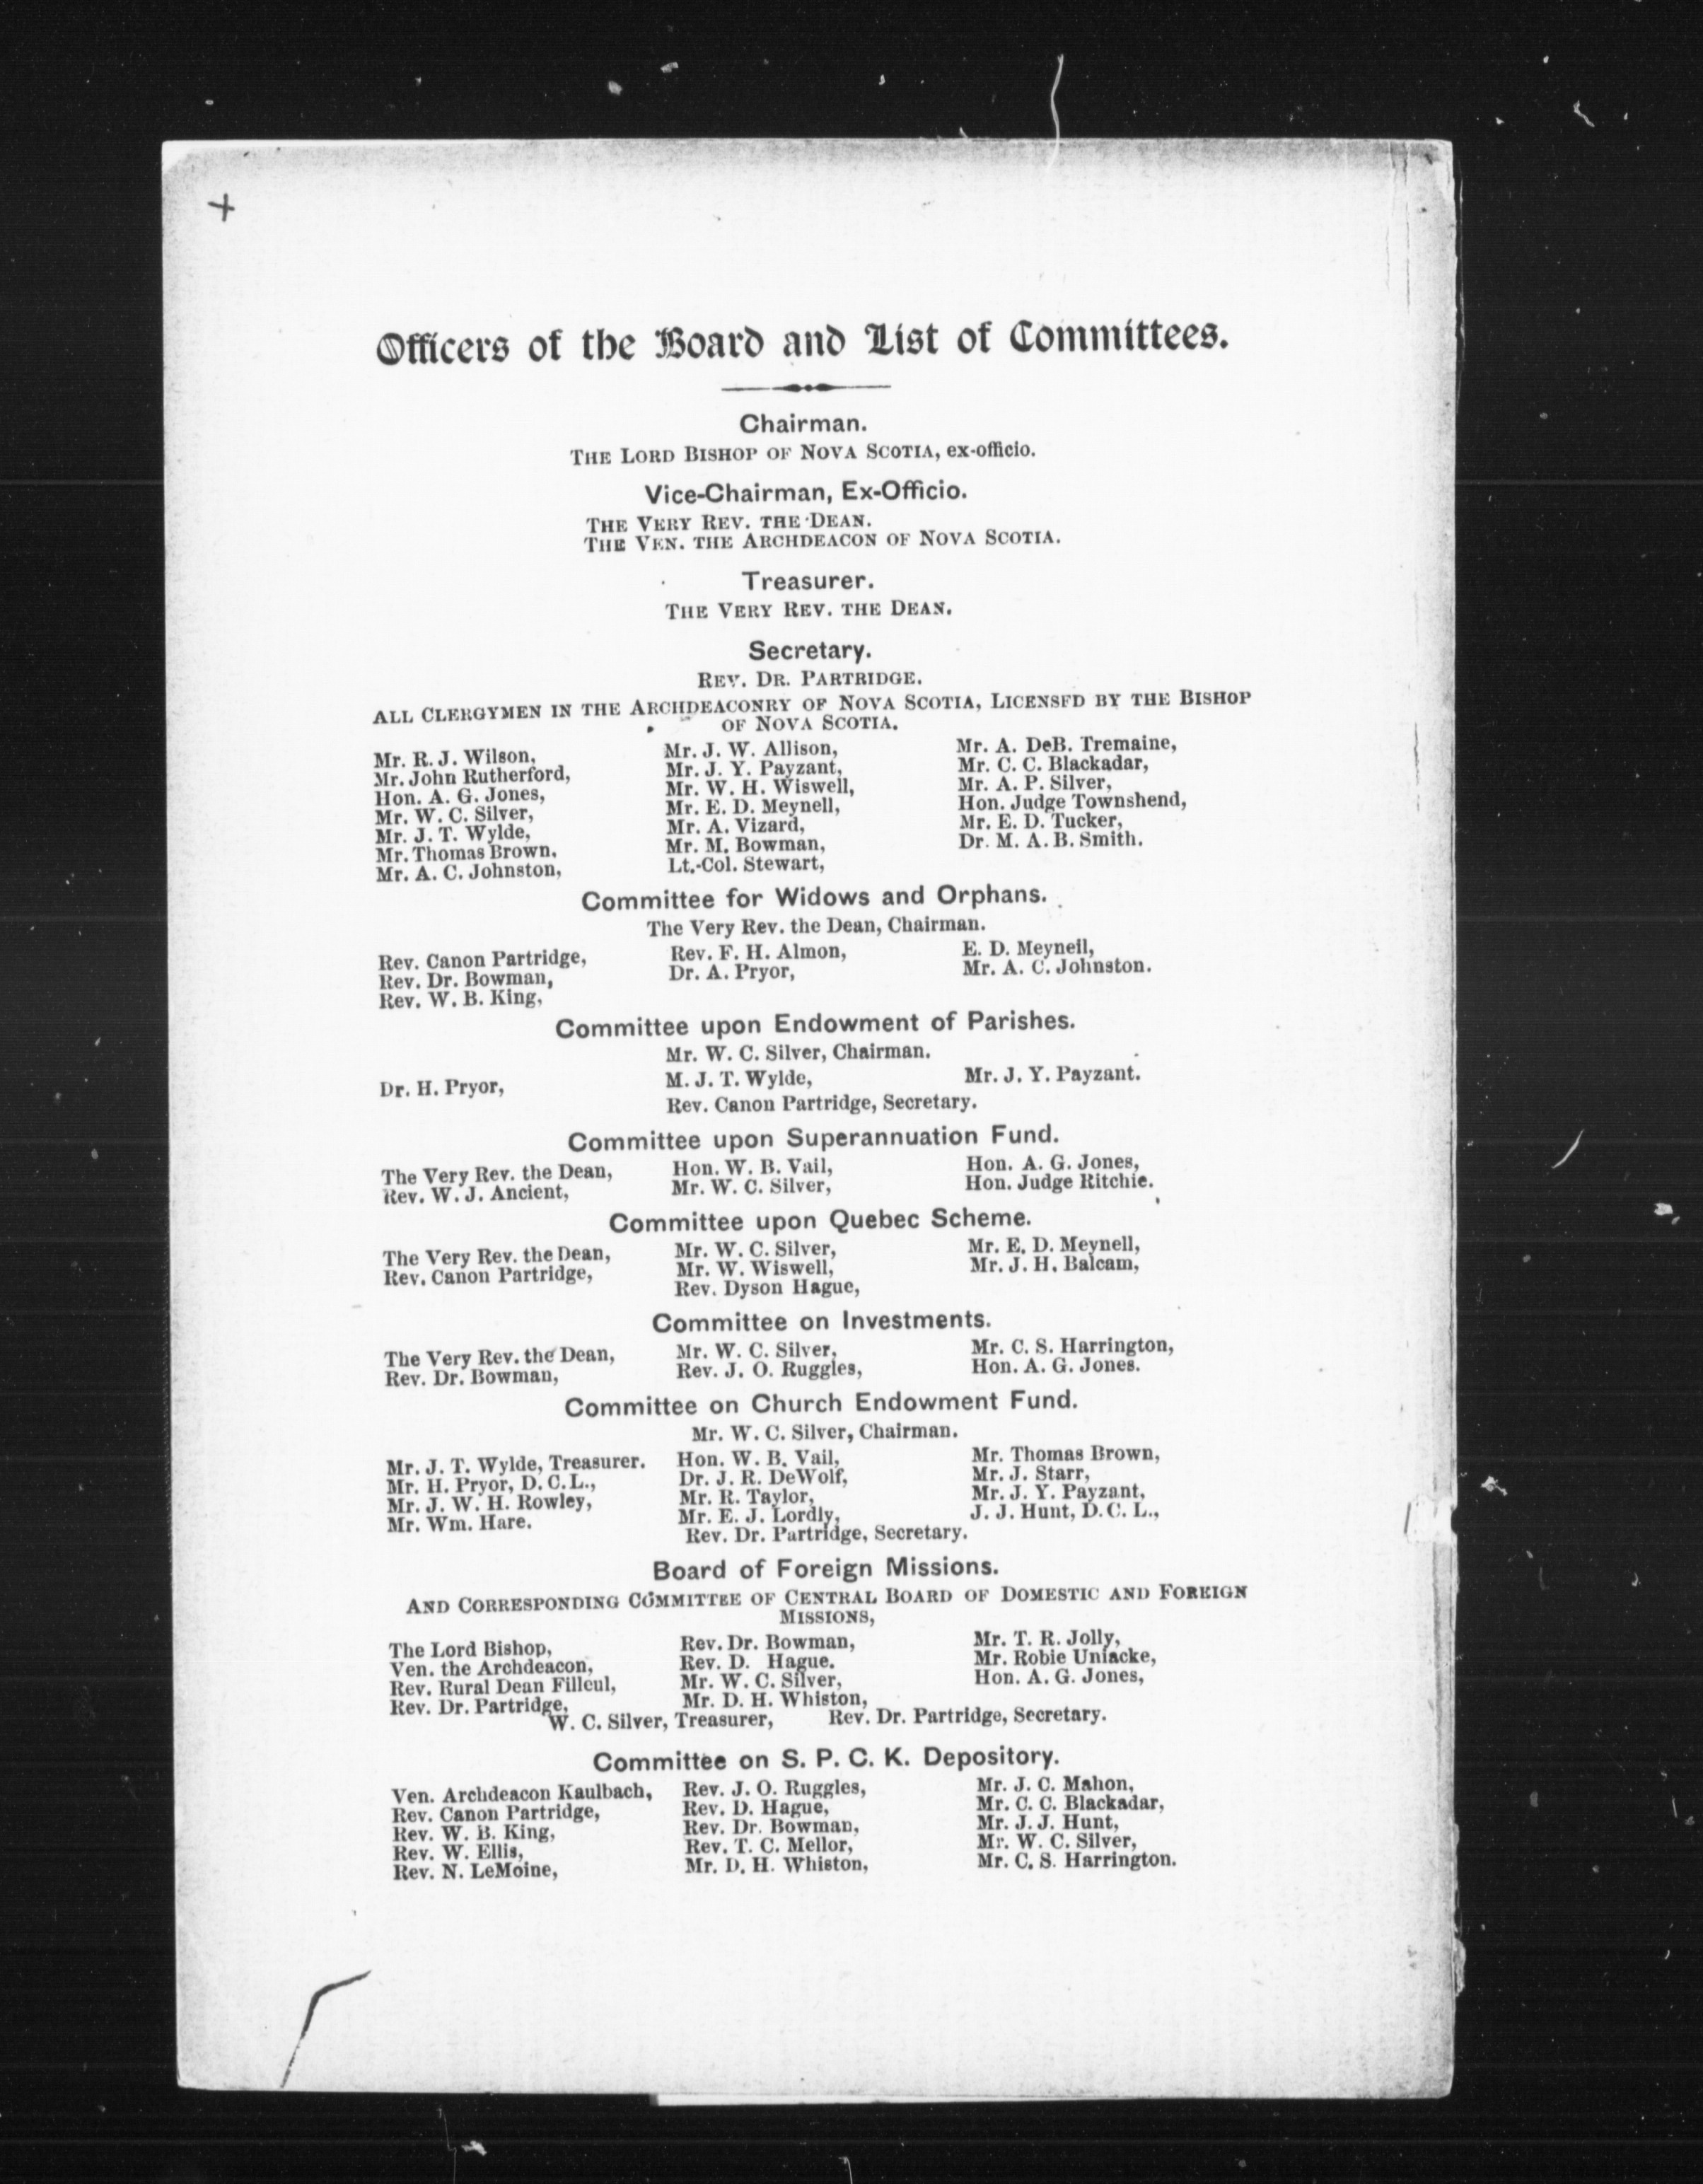 Officers of the Board and List of Committees.
Chairman.
THE LORD BISHOP OF NOVA SCOTIA, ex-officio.
Vice-Chairman, Ex-Officio.
THE VERY REV. THE DEAN.
THE VEN. THE ARCHDEACON OF NOVA SCOTIA.
Treasurer.
THE VERY REV. THE DEAN.
Secretary.
REV. DR. PARTRIDGE.
ALL CLERGYMEN IN THE ARCHDEACONRY OF NOVA SCOTIA, LICENSED BY THE BISHOP
OF NOVA SCOTIA.
Mr. R. J. Wilson,
Mr. John Rutherford,
Hon. A. G. Jones,
Mr. W. C. Silver,
Mr. J. T. Wylde,
Mr. Thomas Brown,
Mr. A. C. Johnston,
Mr. J. W. Allison,
Mr. J. Y. Payzant,
Mr. W. H. Wiswell,
Mr. E. D. Meynell,
Mr. A. Vizard,
Mr. M. Bowman,
Lt.-Col. Stewart,
Mr. A. DeB. Tremaine,
Mr. C. C. Blackadar,
Mr. A. P. Silver,
Hon. Judge Townshend,
Mr. E. D. Tucker,
Dr. M. A. B. Smith.
Committee for Widows and Orphans.
The Very Rev. the Dean, Chairman.
Rev. Canon Partridge,
Rev. Dr. Bowman,
Rev. W. B. King,
Rev. F. H. Almon,
Dr. A. Pryor,
E. D. Meynell,
Mr. A. C. Johnston.
Committee upon Endowment of Parishes.
Mr. W. C. Silver, Chairman.
Dr. H. Pryor,
M. J. T. Wylde,
Mr. J. Y. Payzant.
Rev. Canon Partridge, Secretary.
Committee upon Superannuation Fund.
The Very Rev. the Dean,
Rev. W. J. Ancient,
Hon. W. B. Vail,
Mr. W. C. Silver,
Hon. A. G. Jones,
Hon. Judge Ritchie.
Committee upon Quebec Scheme.
The Very Rev. the Dean,
Rev. Canon Partridge,
Mr. W. C. Silver,
Mr. W. Wiswell,
Rev. Dyson Hague,
Mr. E. D. Meynell,
Mr. J. H. Balcam,
Committee on Investments.
The Very Rev. the Dean,
Rev. Dr. Bowman,
Mr. W. C. Silver,
Rev. J. O. Ruggles,
Mr. C. S. Harrington,
Hon. A. G. Jones.
Committee on Church Endowment Fund.
Mr. W. C. Silver, Chairman.
Mr. J. T. Wylde, Treasurer.
Mr. H. Pryor, D. C. L.,
Mr. J. W. H. Rowley,
Mr. Wm. Hare.
Hon. W. B. Vail,
Dr. J. R. DeWolf,
Mr. R. Taylor,
Mr. E. J. Lordly,
Mr. Thomas Brown,
Mr. J. Starr,
Mr. J. Y. Payzant,
J. J. Hunt, D. C. L.,
Rev. Dr. Partridge, Secretary.
Board of Foreign Missions.
AND CORRESPONDING COMMITTEE OF CENTRAL BOARD OF DOMESTIC AND FOREIGN
MISSIONS,
The Lord Bishop,
Ven. the Archdeacon,
Rev. Rural Dean Filleul,
Rev. Dr. Partridge,
Rev. Dr. Bowman,
Rev. D. Hague.
Mr. W. C. Silver,
Mr. D. H. Whiston,
Mr. T. R. Jolly,
Mr. Robie Uniacke,
Hon. A. G. Jones,
W. C. Silver, Treasurer, Rev. Dr. Partridge, Secretary.
Committee on S. P. C. K. Depository.
Ven. Archdeacon Kaulbach,
Rev. Canon Partridge,
Rev. W. B. King,
Rev. W. Ellis,
Rev. N. LeMoine,
Rev. J. O. Ruggles,
Rev. D. Hague,
Rev. Dr. Bowman,
Rev. T. C. Mellor,
Mr. D. H. Whiston,
Mr. J. C. Mahon,
Mr. C. C. Blackadar,
Mr. J. J. Hunt,
Mr. W. C. Silver,
Mr. C. S. Harrington.